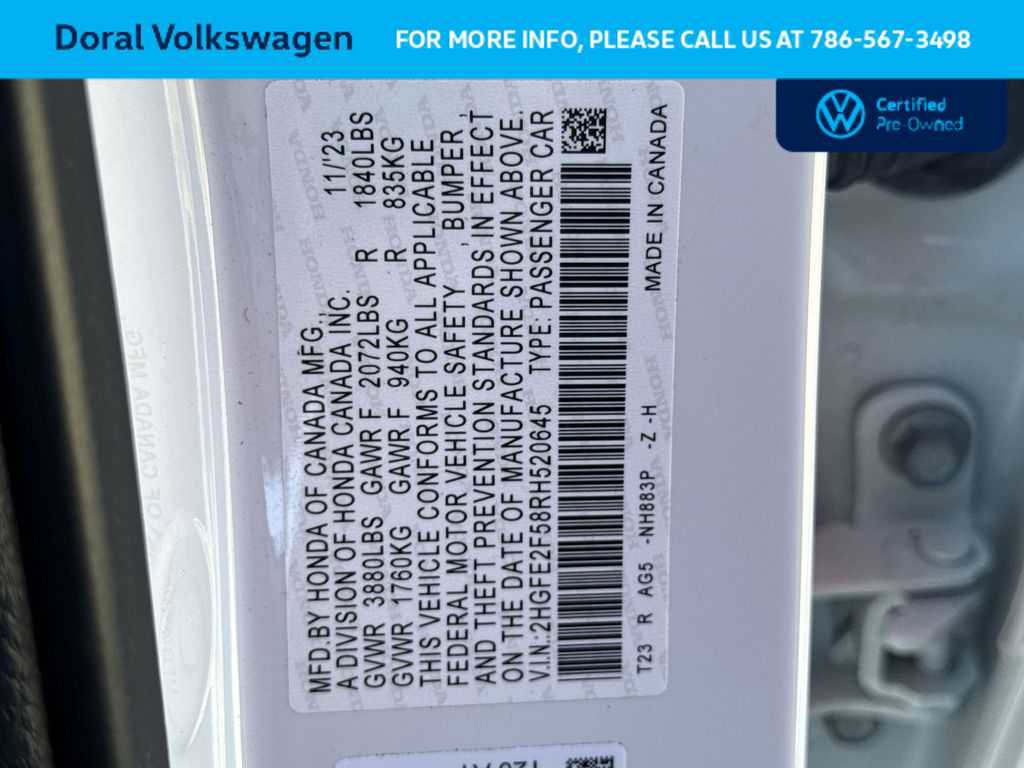 Doral Volkswagen
FOR MORE INFO, PLEASE CALL US AT 786-567-3498
Certified
Pre-Owned
MFD.BY HONDA OF CANADA MFG., 11/'23
A DIVISION OF HONDA CANADA INC.
GVWR 3880LBS GAWR F 2072LBS R 1840LBS
GVWR 1760KG GAWR F 940KG R 835KG
THIS VEHICLE CONFORMS TO ALL APPLICABLE
FEDERAL MOTOR VEHICLE SAFETY, BUMPER,
AND THEFT PREVENTION STANDARDS IN EFFECT
ON THE DATE OF MANUFACTURE SHOWN ABOVE.
V.I.N.:2HGFE2F58RH520645 TYPE: PASSENGER CAR
T23 R AG5 -NH883P -Z -H MADE IN CANADA